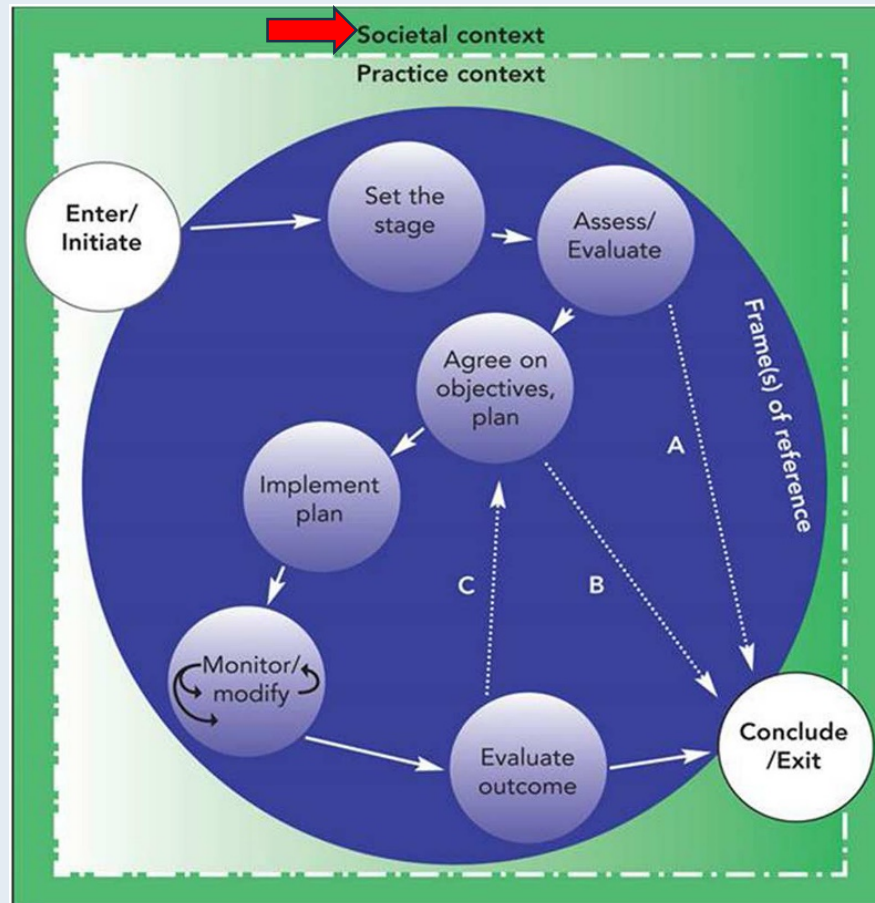 Societal context
Practice context
Enter/
Initiate
Set the
stage
Assess/
Evaluate
Agree on
objectives,
plan
Implement
plan
Monitor/
modify
Evaluate
outcome
Conclude
/Exit
Frame(s) of reference
A
B
C